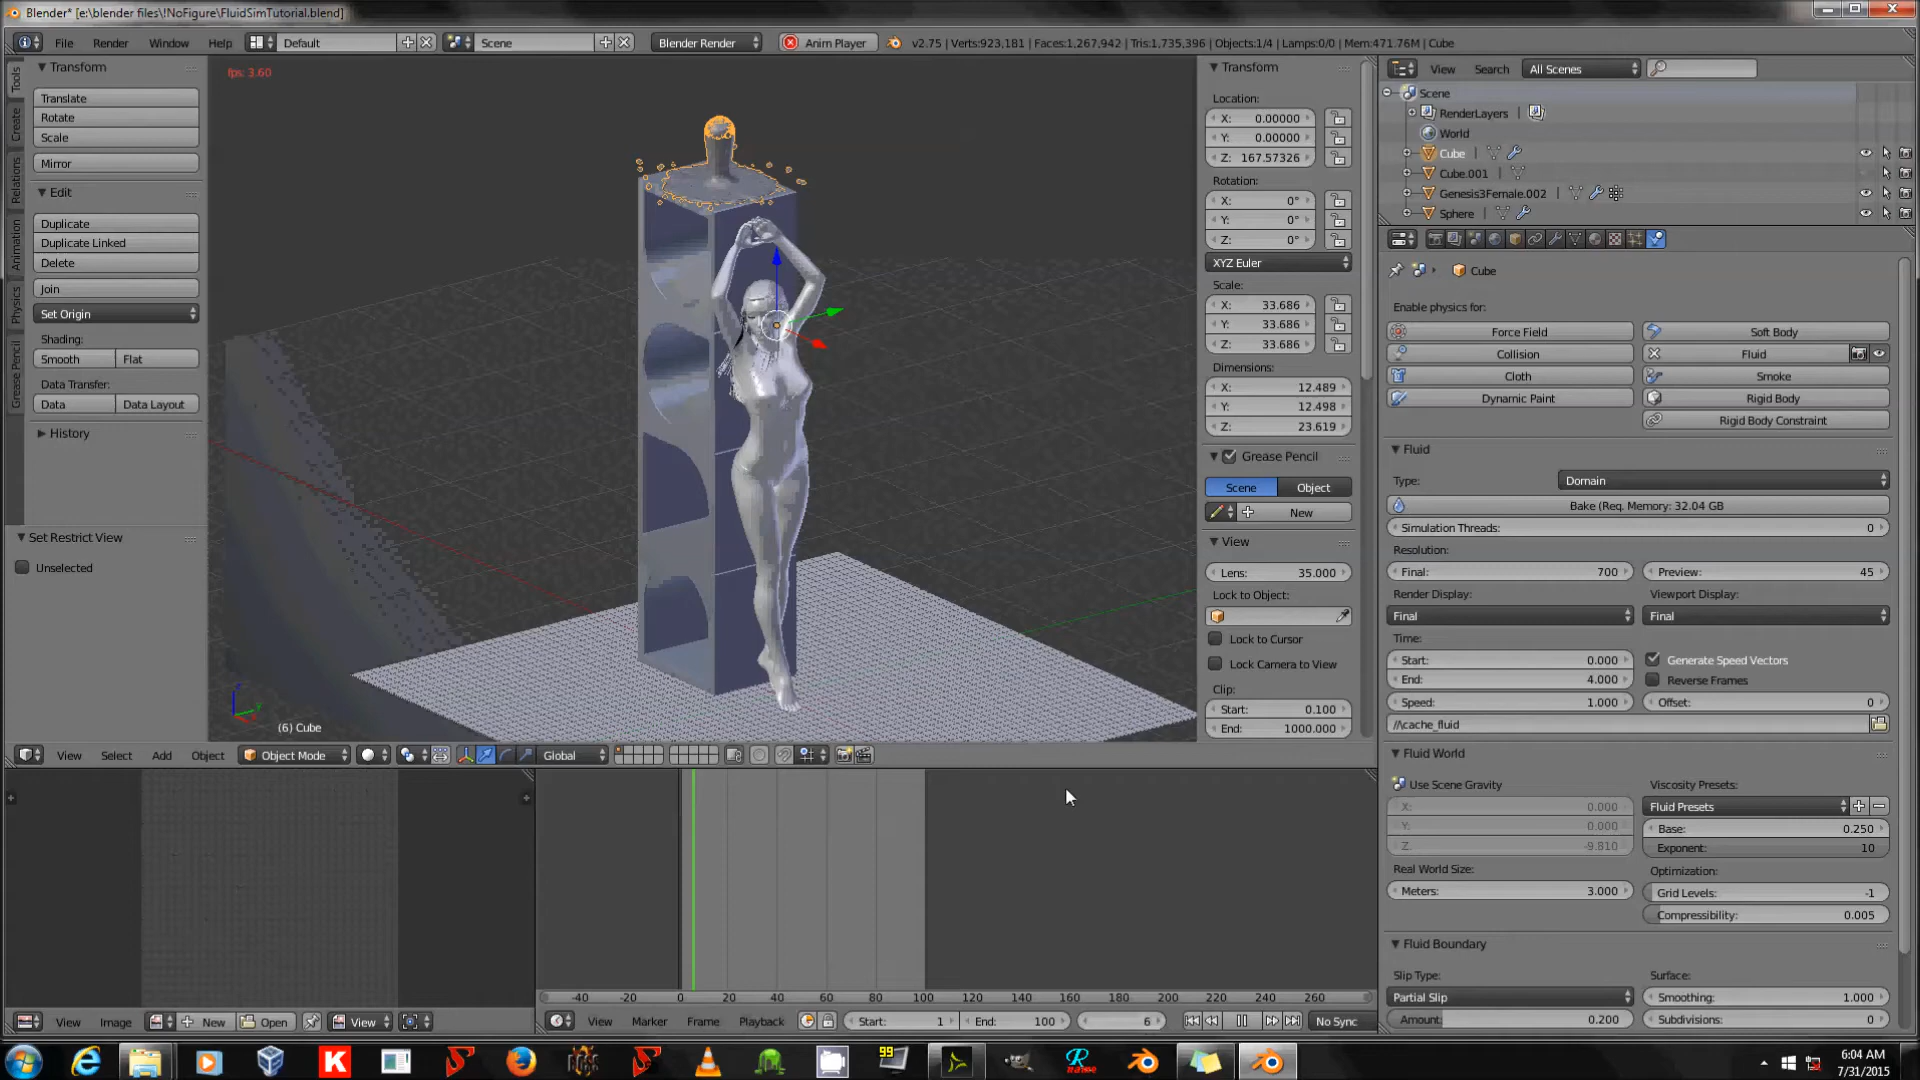 Blender* [e:\blender files\!NoFigure\FluidSimTutorial.blend]
File Render Window Help Default Scene Blender Render Anim Player v2.75 | Verts:923,181 | Faces:1,267,942 | Tris:1,735,396 | Objects:1/4 | Lamps:0/0 | Mem:471.76M | Cube
Tools
Create
Relations
Animation
Physics
Grease Pencil
Transform
Translate
Rotate
Scale
Mirror
Edit
Duplicate
Duplicate Linked
Delete
Join
Set Origin
Shading:
Smooth Flat
Data Transfer:
Data Data Layout
History
Set Restrict View
Unselected
fps: 3.60
(6) Cube
Transform
Location:
X: 0.00000
Y: 0.00000
Z: 167.57326
Rotation:
X: 0°
Y: 0°
Z: 0°
XYZ Euler
Scale:
X: 33.686
Y: 33.686
Z: 33.686
Dimensions:
X: 12.489
Y: 12.498
Z: 23.619
Grease Pencil
Scene Object
New
View
Lens: 35.000
Lock to Object:
Lock to Cursor
Lock Camera to View
Clip:
Start: 0.100
End: 1000.000
View Search All Scenes
Scene
RenderLayers
World
Cube
Cube.001
Genesis3Female.002
Sphere
Cube
Enable physics for:
Force Field Soft Body
Collision Fluid
Cloth Smoke
Dynamic Paint Rigid Body
Rigid Body Constraint
Fluid
Type: Domain
Bake (Req. Memory: 32.04 GB
Simulation Threads: 0
Resolution:
Final: 700 Preview: 45
Render Display: Viewport Display:
Final Final
Time:
Start: 0.000 Generate Speed Vectors
End: 4.000 Reverse Frames
Speed: 1.000 Offset: 0
//\cache_fluid
Fluid World
Use Scene Gravity Viscosity Presets:
X: 0.000 Fluid Presets
Y: 0.000 Base: 0.250
Z: -9.810 Exponent: 10
Real World Size: Optimization:
Meters: 3.000 Grid Levels: -1
Compressibility: 0.005
Fluid Boundary
Slip Type: Surface:
Partial Slip Smoothing: 1.000
Amount: 0.200 Subdivisions: 0
View Select Add Object Object Mode Global
-40 -20 0 20 40 60 80 100 120 140 160 180 200 220 240 260
View Image New Open View
View Marker Frame Playback Start: 1 End: 100 6 No Sync
K
99
R
name
6:04 AM
7/31/2015